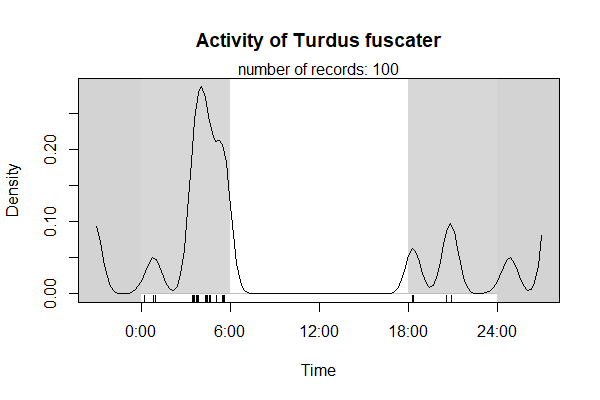 Activity of Turdus fuscater
number of records: 100
Density
0.20
0.10
0.00
0:00 6:00 12:00 18:00 24:00
Time